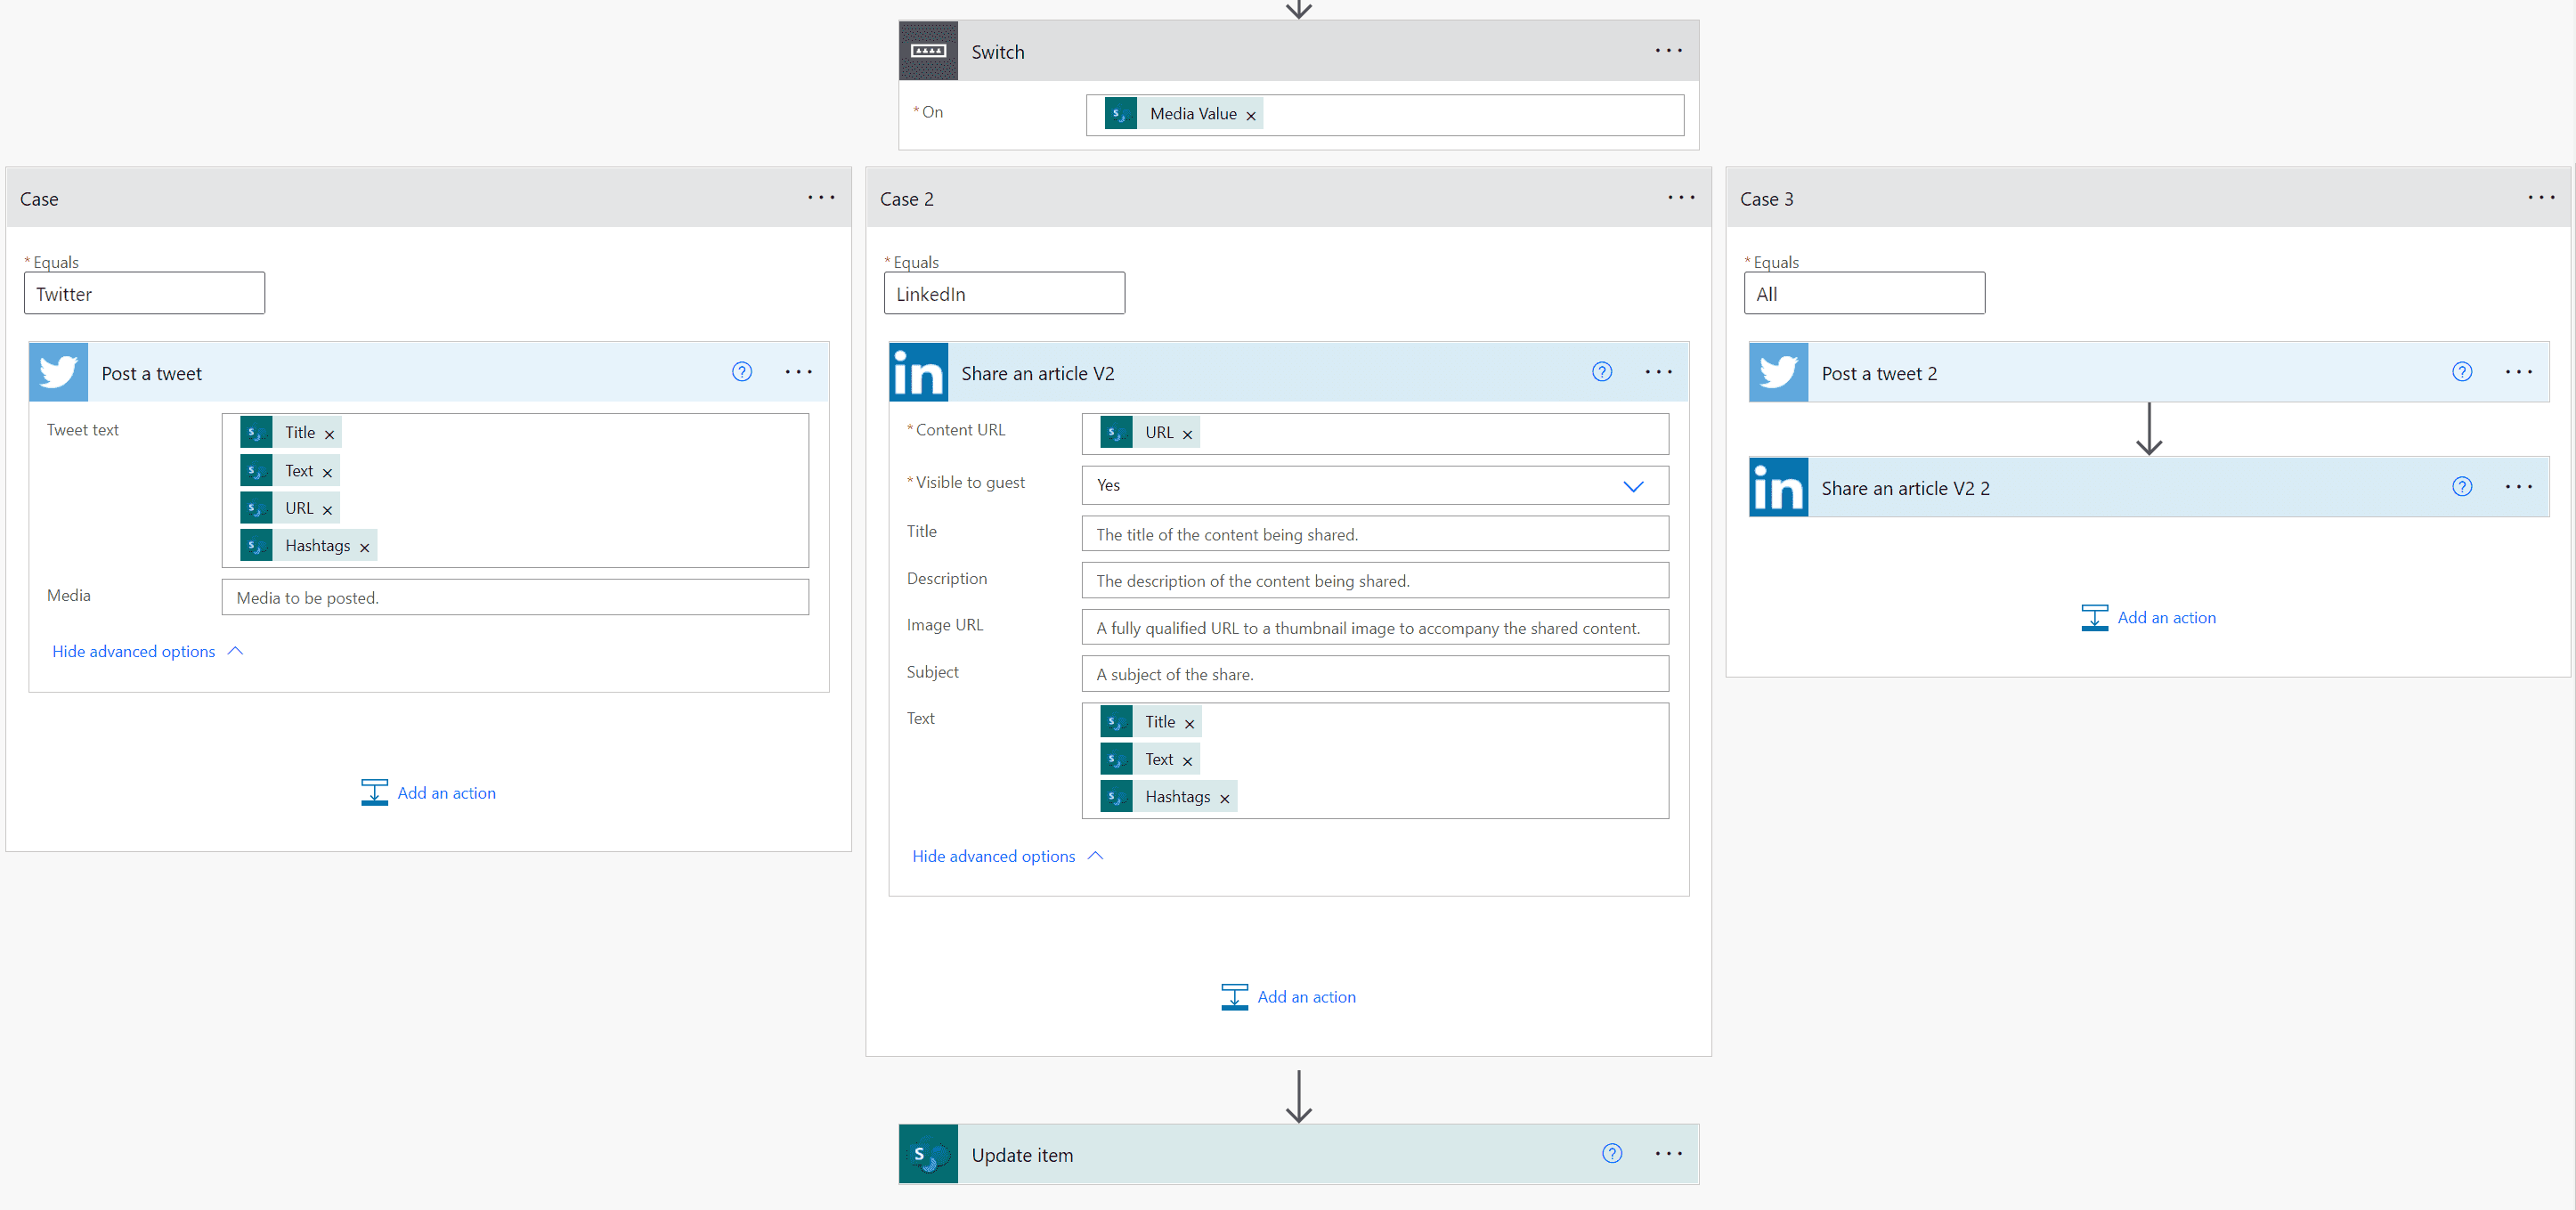 Switch
* On
Media Value ×
Case
* Equals
Twitter
Post a tweet
Tweet text
Title ×
Text ×
URL ×
Hashtags ×
Media
Media to be posted.
Hide advanced options
Add an action
Case 2
* Equals
LinkedIn
in
Share an article V2
* Content URL
URL ×
* Visible to guest
Yes
Title
The title of the content being shared.
Description
The description of the content being shared.
Image URL
A fully qualified URL to a thumbnail image to accompany the shared content.
Subject
A subject of the share.
Text
Title ×
Text ×
Hashtags ×
Hide advanced options
Add an action
Case 3
* Equals
All
Post a tweet 2
in
Share an article V2 2
Add an action
S
Update item